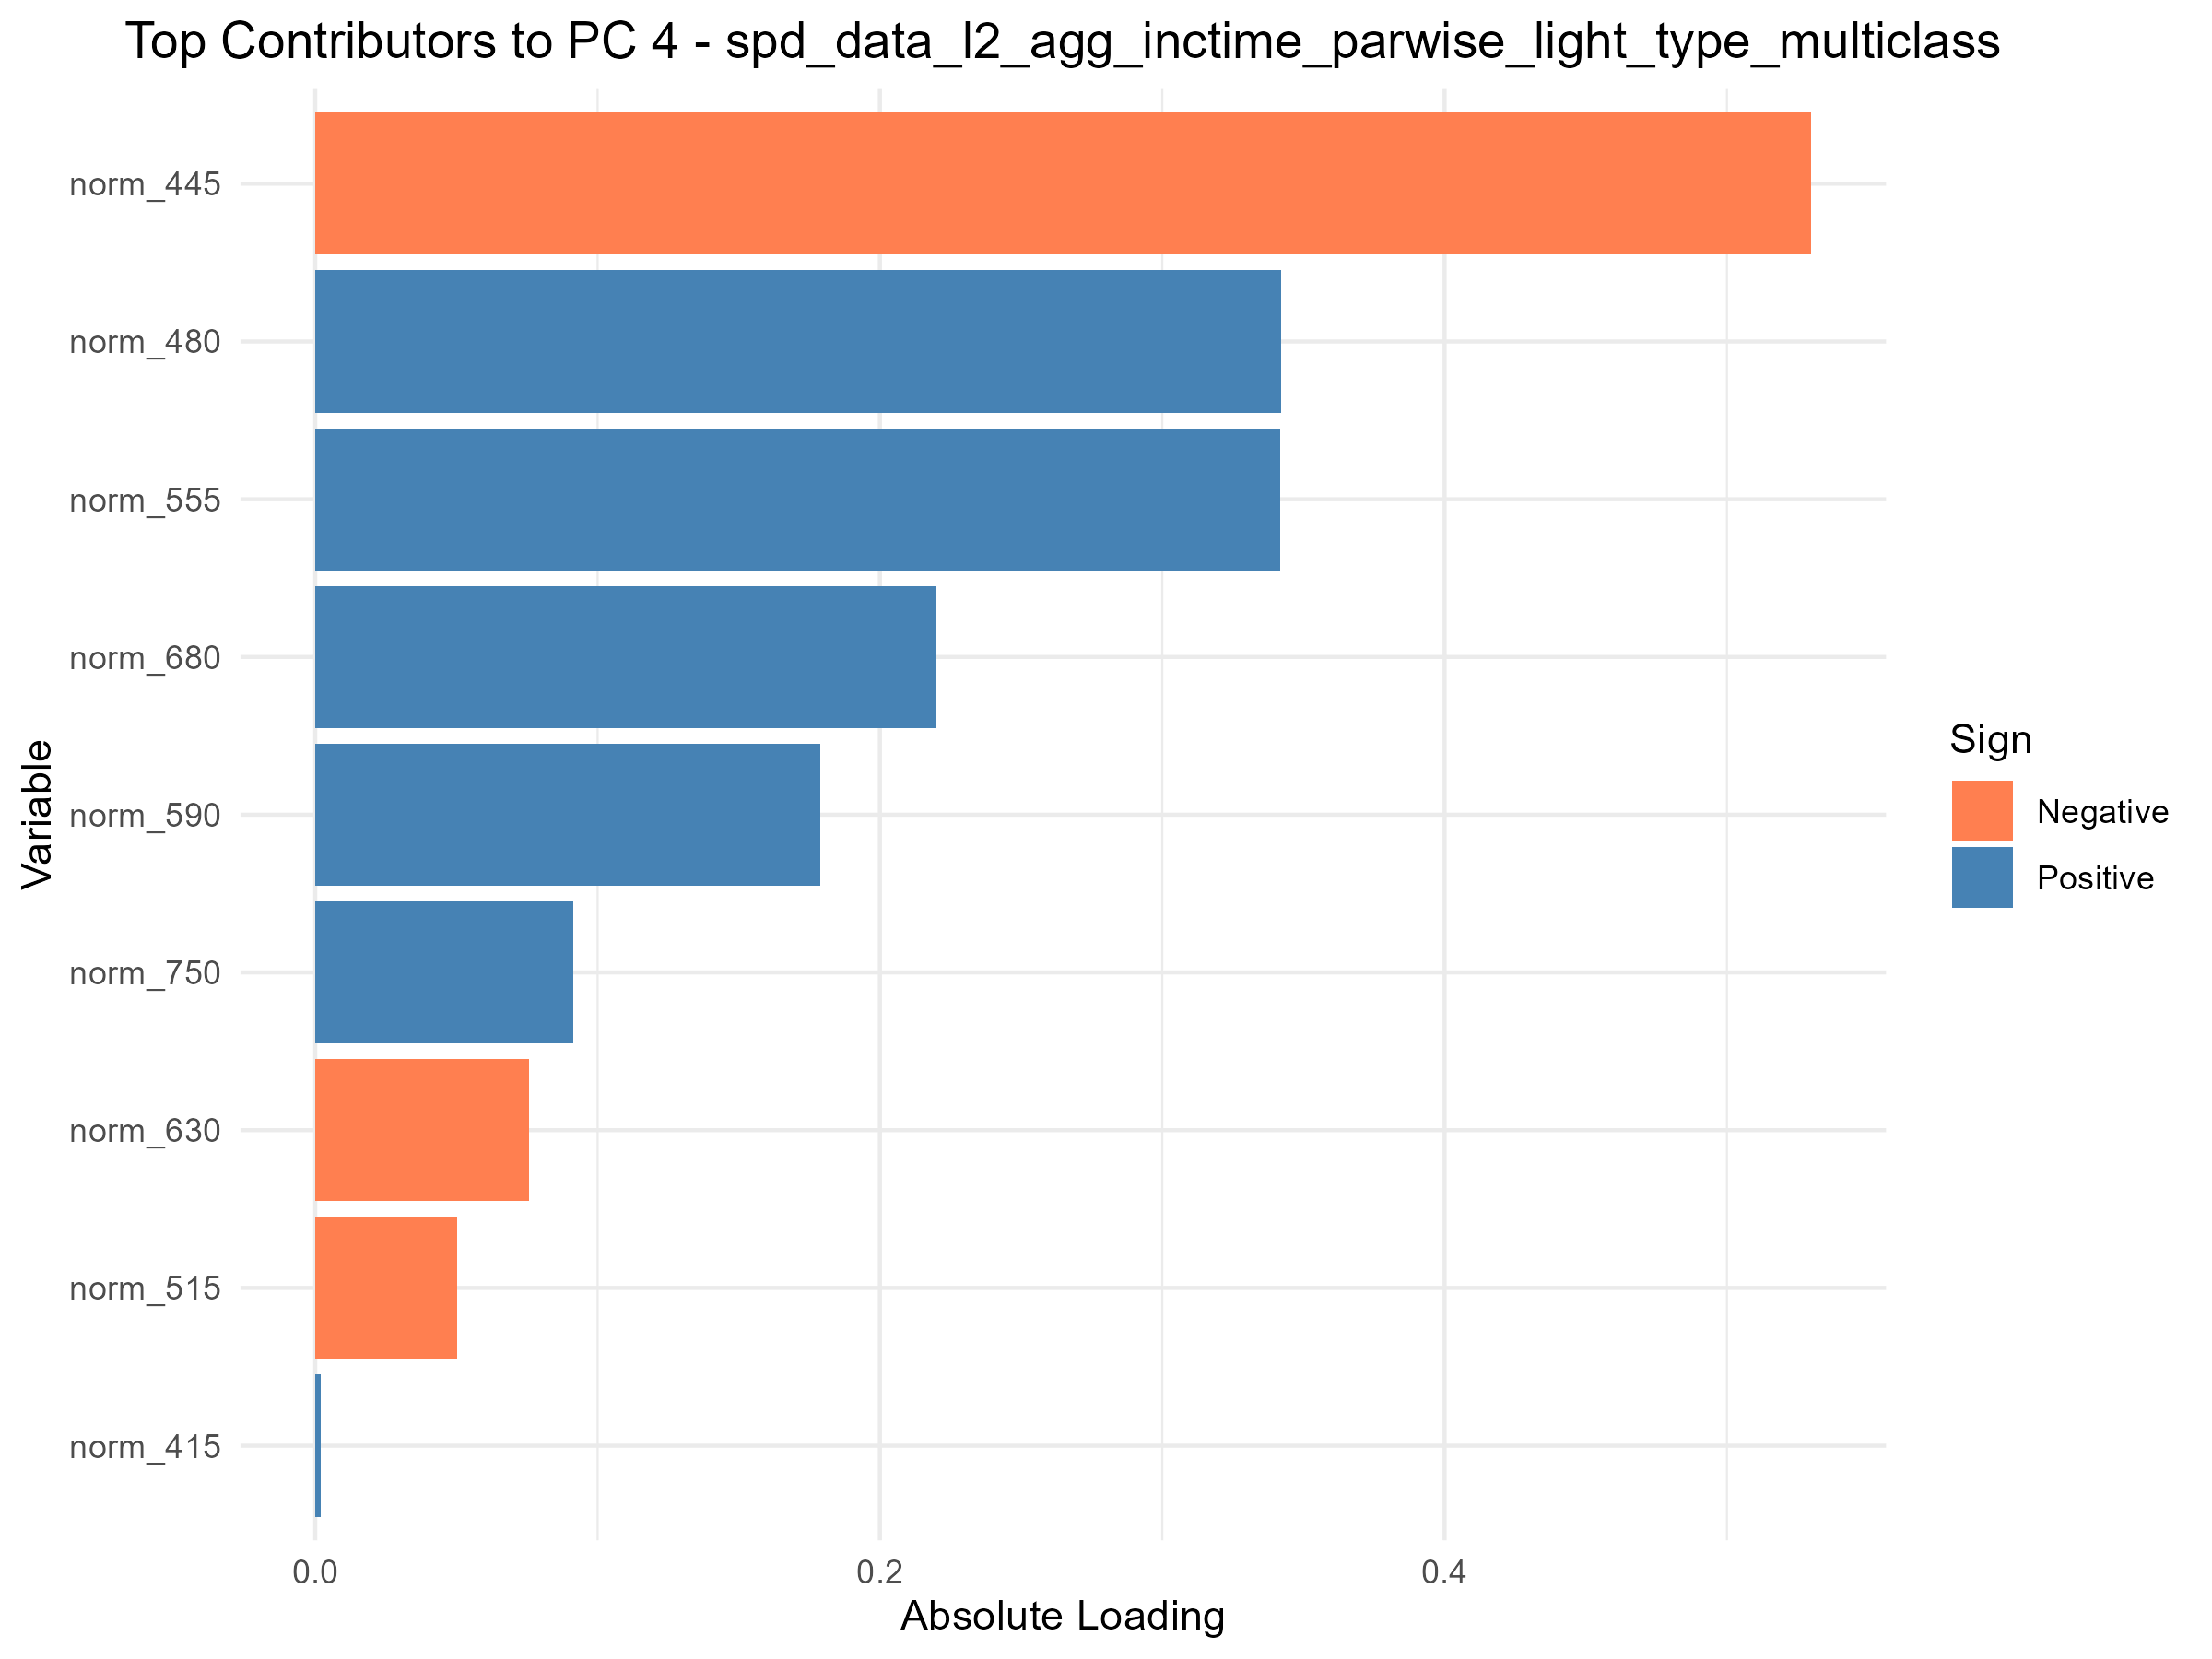 Top Contributors to PC 4 - spd_data_l2_agg_inctime_parwise_light_type_multiclass
Variable
norm_445
norm_480
norm_555
norm_680
norm_590
norm_750
norm_630
norm_515
norm_415
0.0 0.2 0.4
Absolute Loading
Sign
Negative
Positive